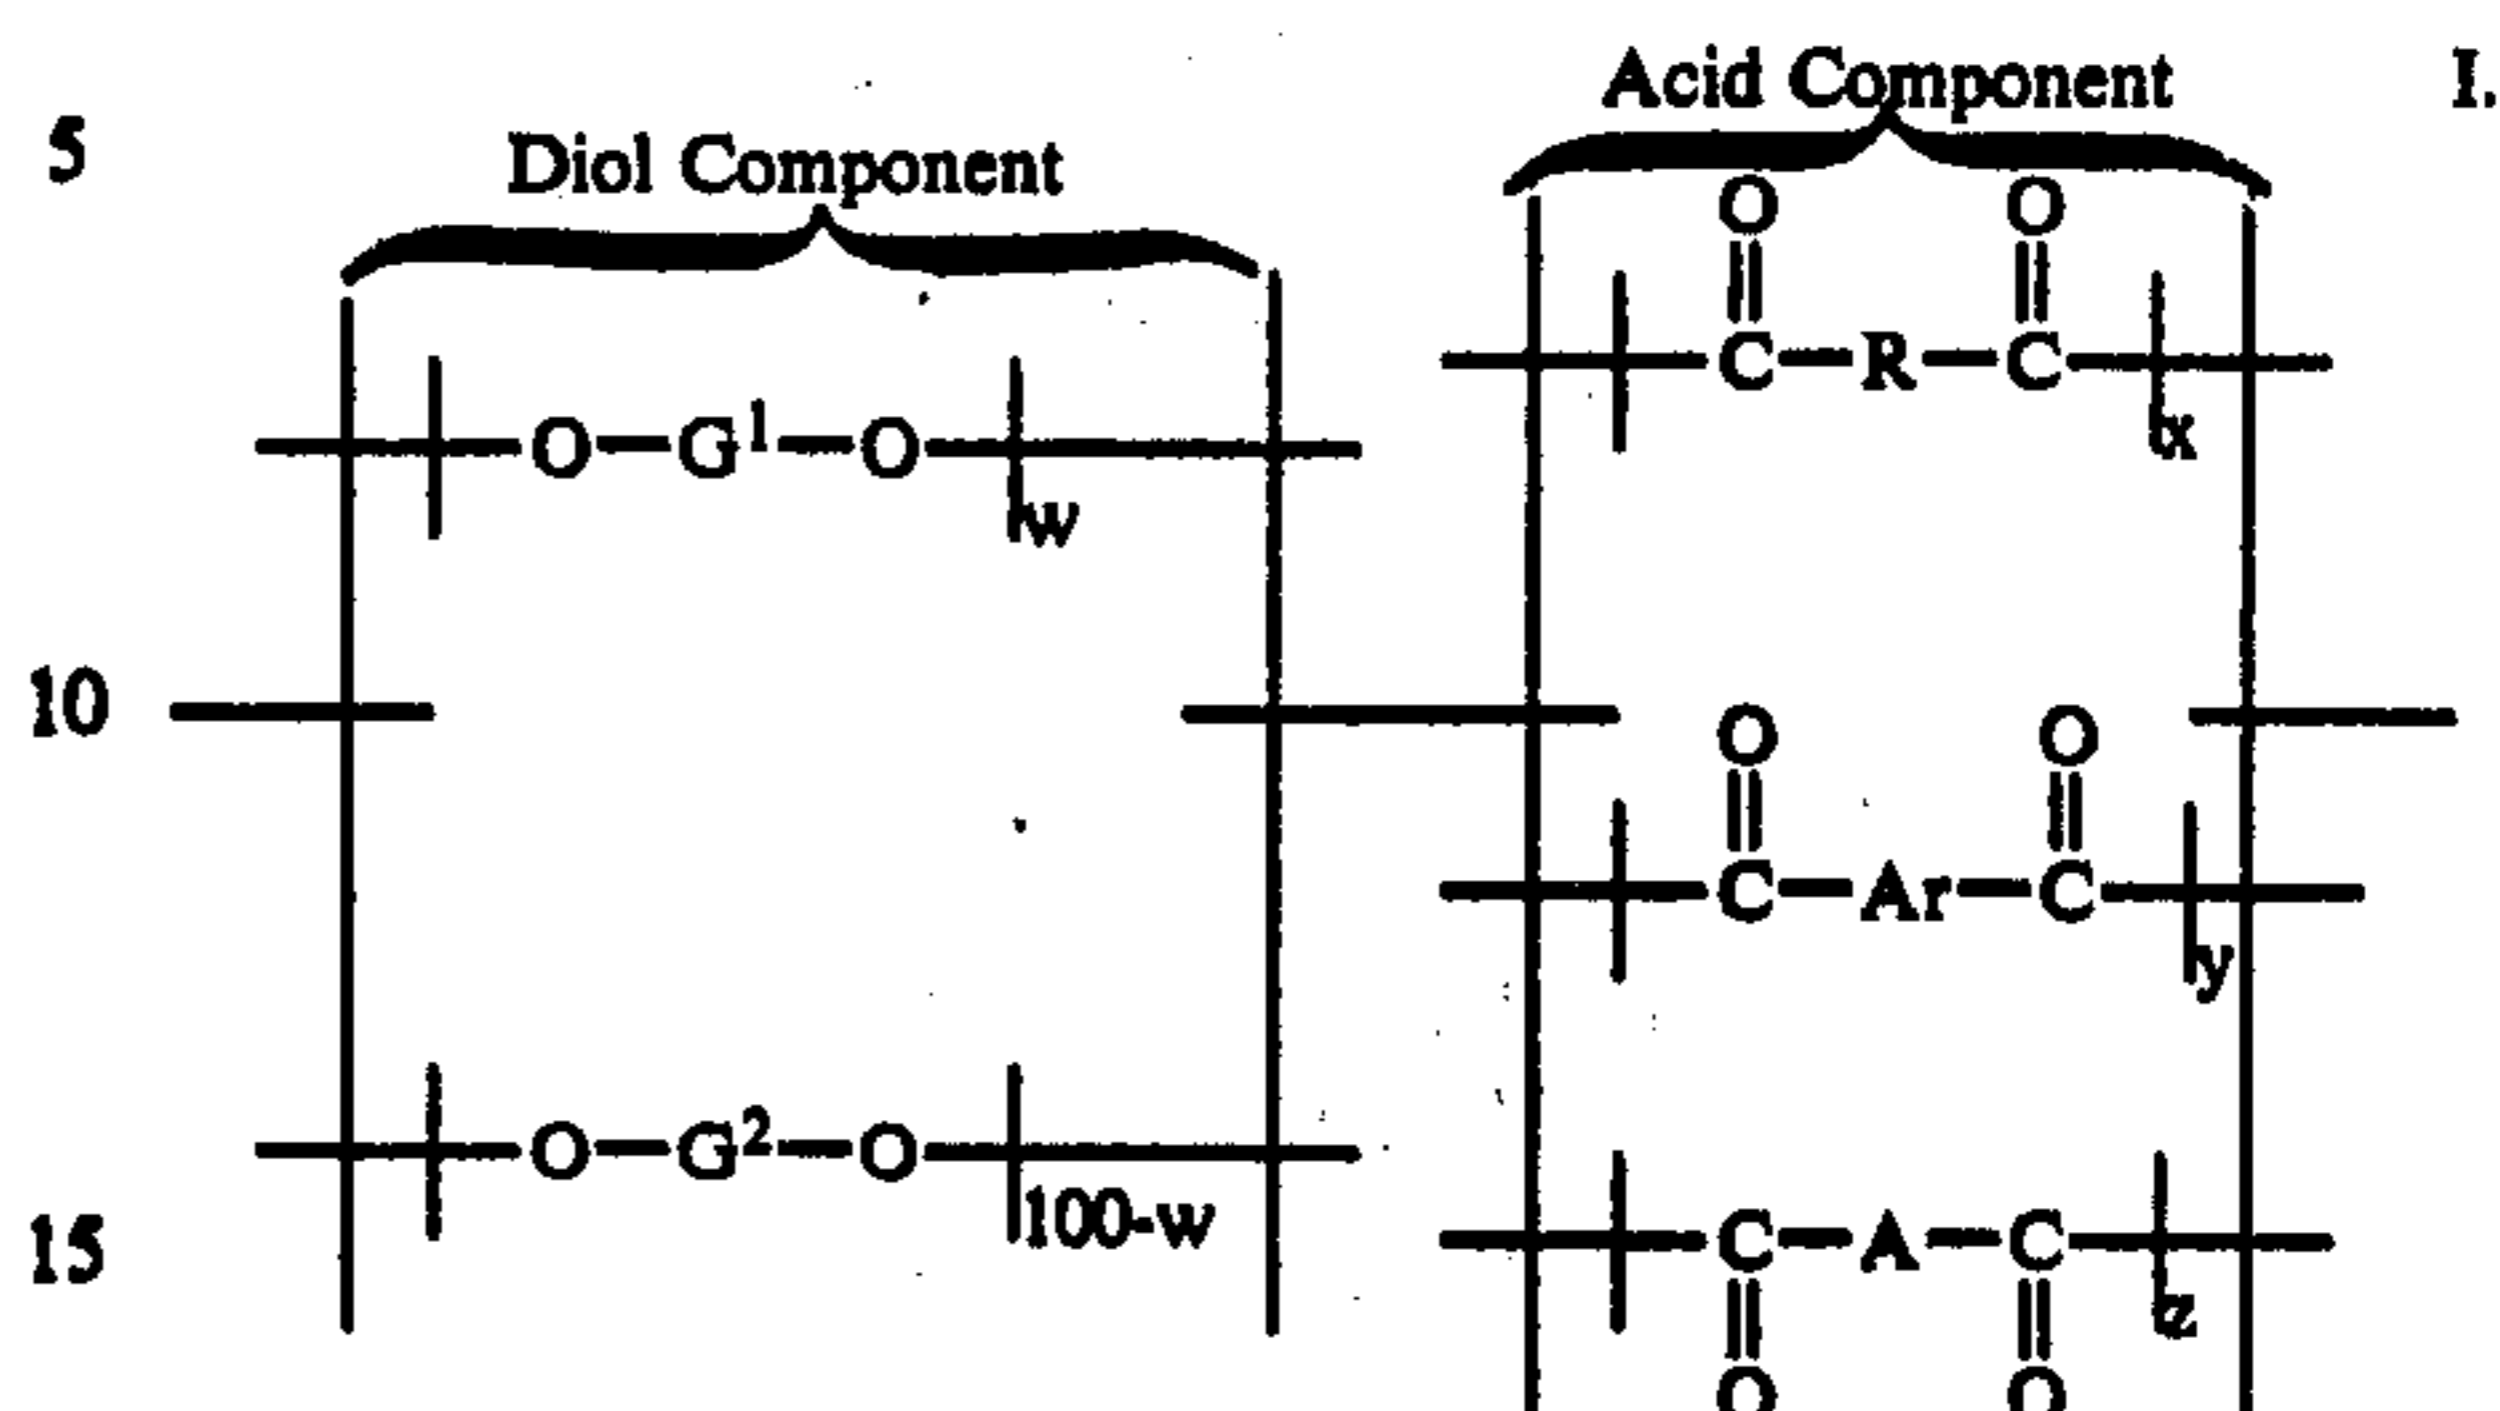 Acid Component I.
5
Diol Component
O O
C—R—C
x
O—G¹—O
w
10
O O
C—Ar—C
y
O—G²—O
100-w
15
C—A—C
z
O O